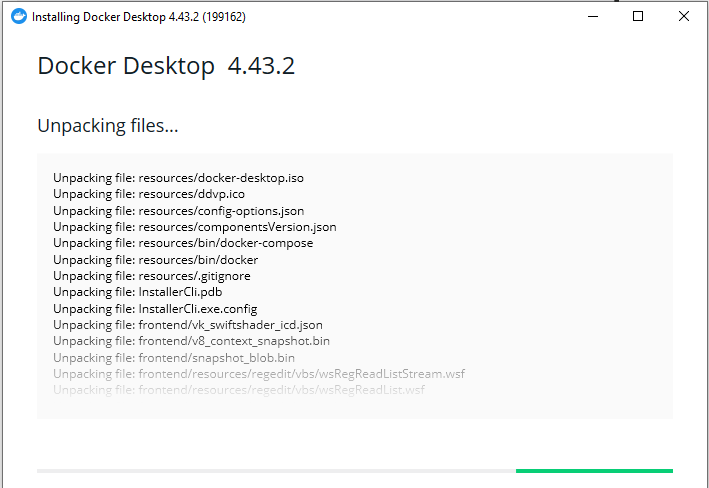 Installing Docker Desktop 4.43.2 (199162)
Docker Desktop 4.43.2
Unpacking files...
Unpacking file: resources/docker-desktop.iso
Unpacking file: resources/ddvp.ico
Unpacking file: resources/config-options.json
Unpacking file: resources/componentsVersion.json
Unpacking file: resources/bin/docker-compose
Unpacking file: resources/bin/docker
Unpacking file: resources/.gitignore
Unpacking file: InstallerCli.pdb
Unpacking file: InstallerCli.exe.config
Unpacking file: frontend/vk_swiftshader_icd.json
Unpacking file: frontend/v8_context_snapshot.bin
Unpacking file: frontend/snapshot_blob.bin
Unpacking file: frontend/resources/regedit/vbs/wsRegReadListStream.wsf
Unpacking file: frontend/resources/regedit/vbs/wsRegReadList.wsf